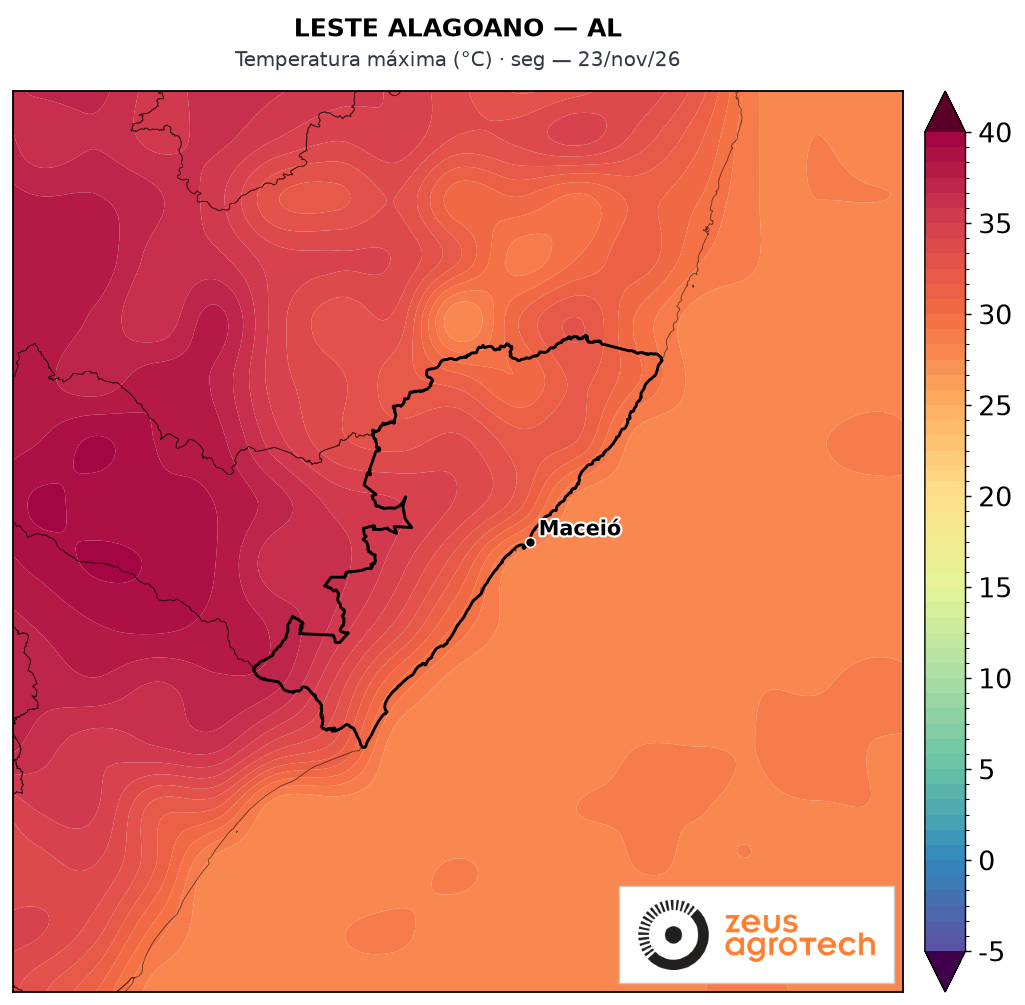 LESTE ALAGOANO — AL
Temperatura máxima (°C) · seg — 23/nov/26
Maceió
40
35
30
25
20
15
10
5
0
-5
zeus
agrotech